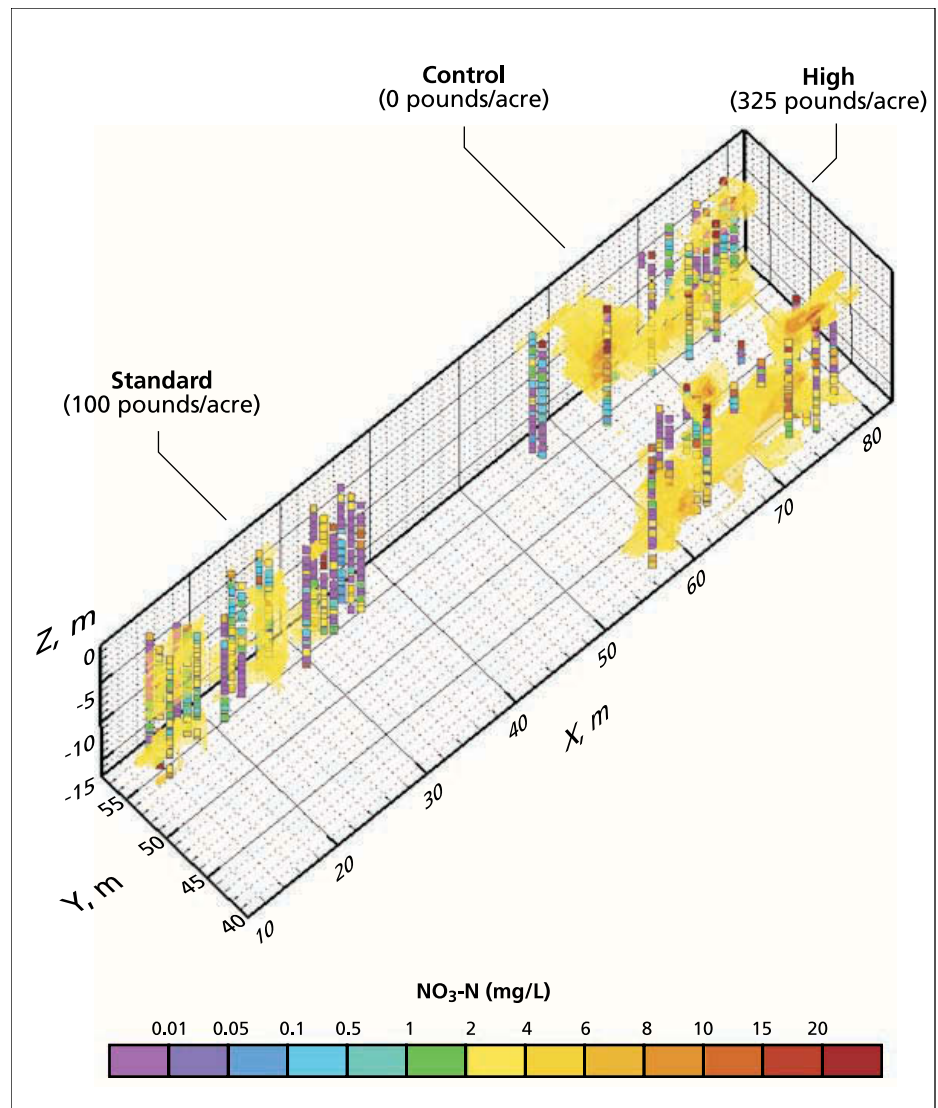 Control
(0 pounds/acre)
High
(325 pounds/acre)
Standard
(100 pounds/acre)
Z, m
0
-5
-10
-15
55
50
45
40
Y, m
10
20
30
40
50
60
70
80
X, m
NO₃-N (mg/L)
0.01 0.05 0.1 0.5 1 2 4 6 8 10 15 20